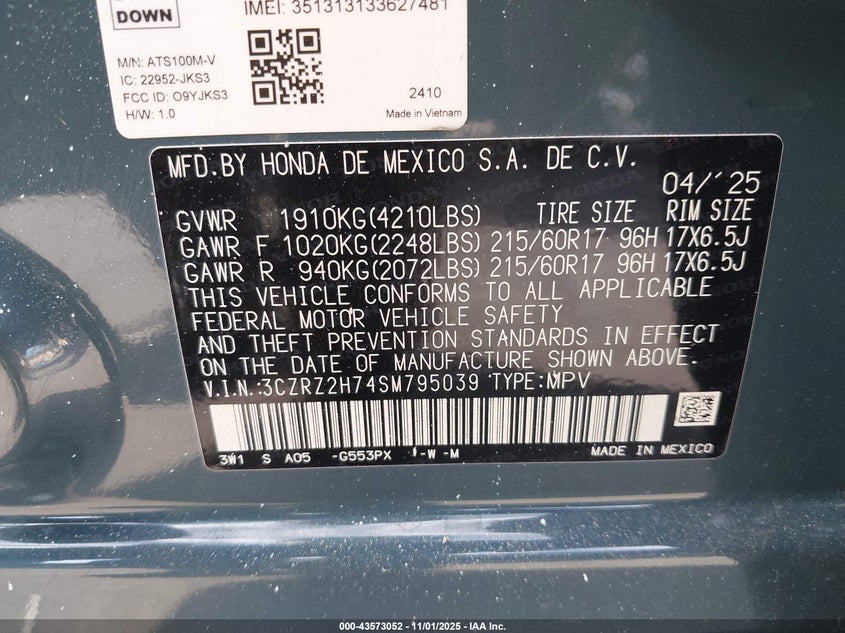 DOWN
IMEI: 351313133627481
M/N: ATS100M-V
IC: 22952-JKS3
FCC ID: O9YJKS3
H/W: 1.0
2410
Made in Vietnam
MFD.BY HONDA DE MEXICO S.A. DE C.V.
04/'25
GVWR 1910KG(4210LBS) TIRE SIZE RIM SIZE
GAWR F 1020KG(2248LBS) 215/60R17 96H 17X6.5J
GAWR R 940KG(2072LBS) 215/60R17 96H 17X6.5J
THIS VEHICLE CONFORMS TO ALL APPLICABLE
FEDERAL MOTOR VEHICLE SAFETY
AND THEFT PREVENTION STANDARDS IN EFFECT
ON THE DATE OF MANUFACTURE SHOWN ABOVE.
V.I.N.:3CZRZ2H74SM795039 TYPE:MPV
3W1 S A05 -G553PX -W -M
MADE IN MEXICO
000-43573052 - 11/01/2025 - IAA Inc.